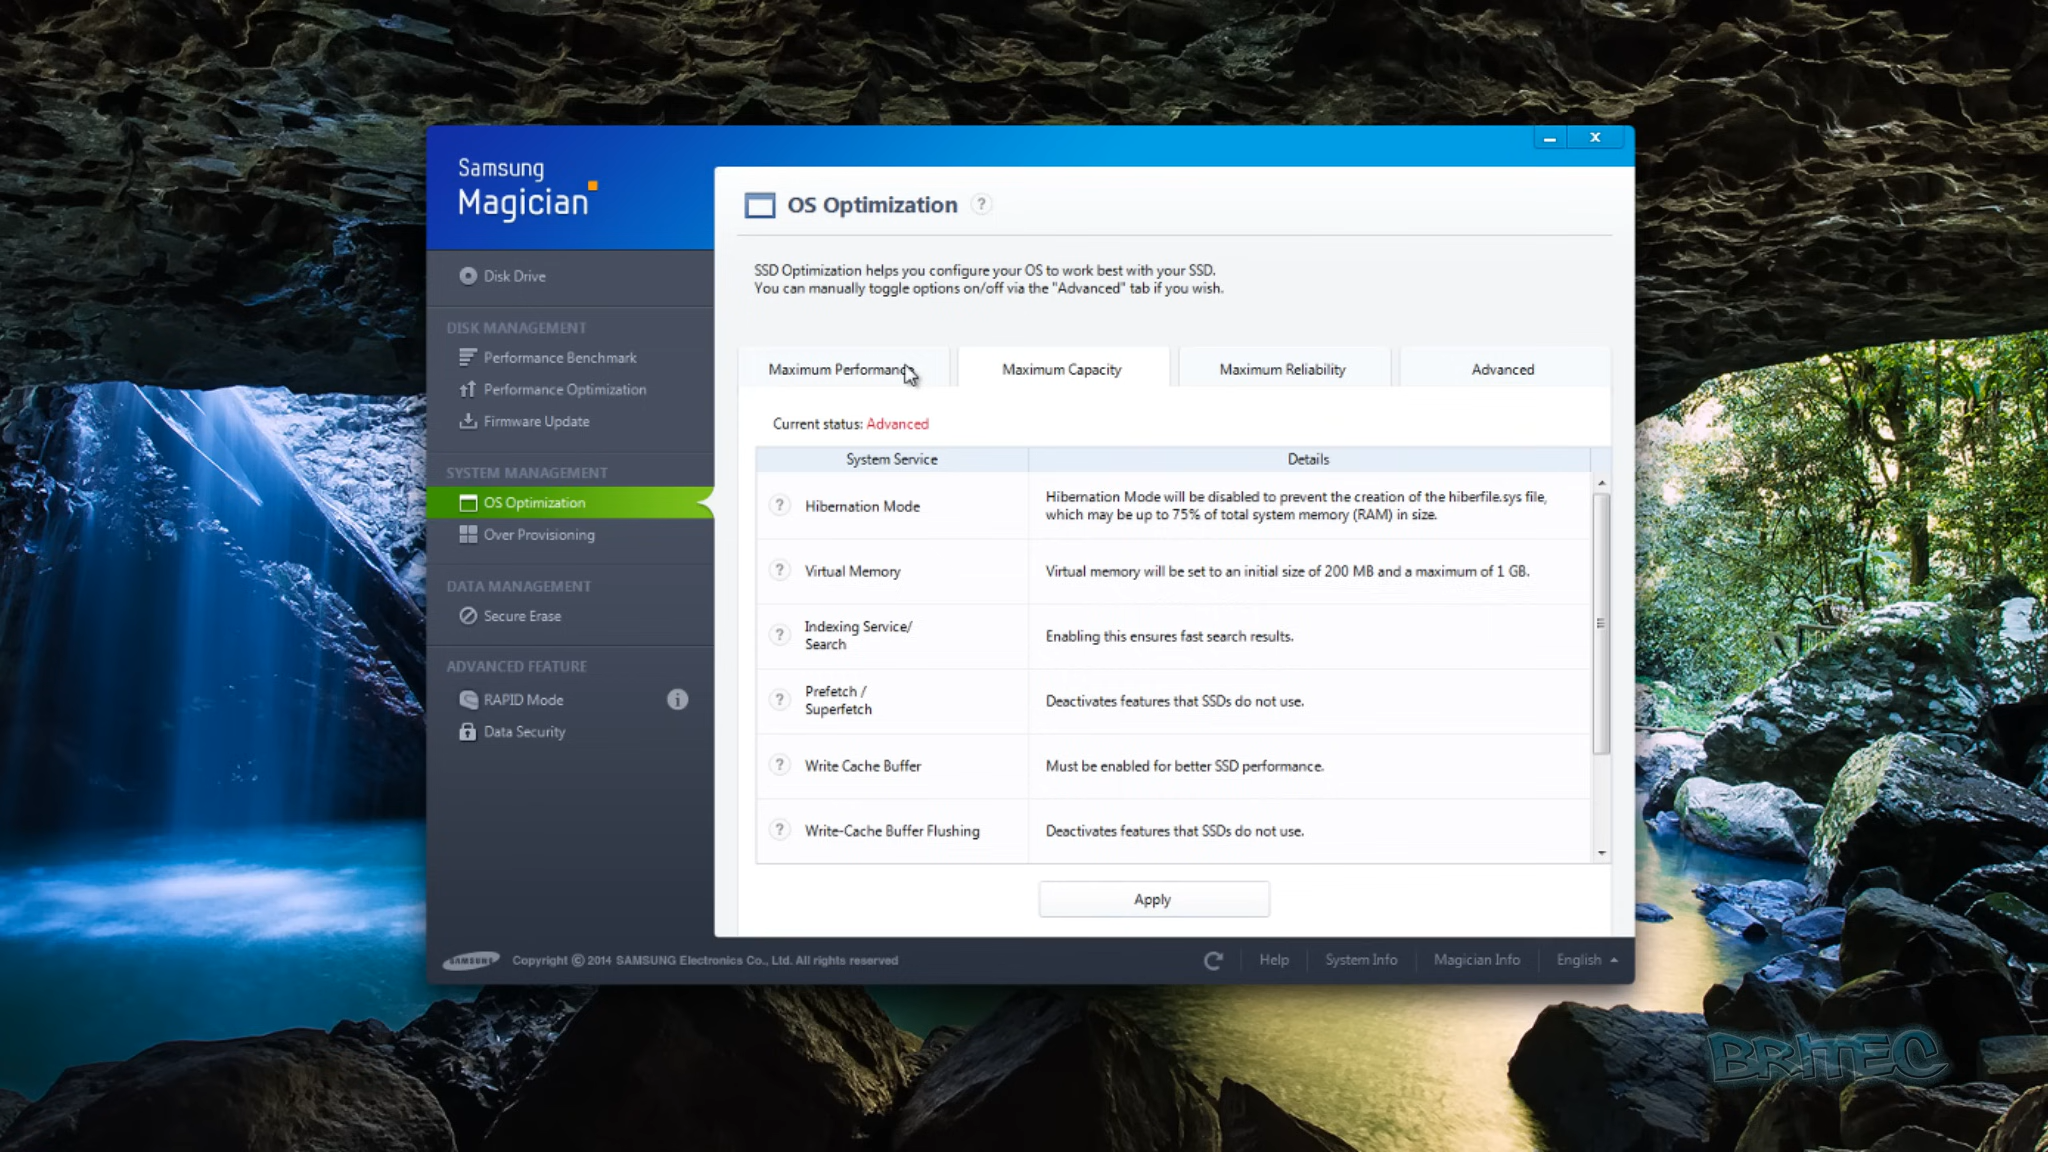 Samsung
Magician
Disk Drive
DISK MANAGEMENT
Performance Benchmark
Performance Optimization
Firmware Update
SYSTEM MANAGEMENT
OS Optimization
Over Provisioning
DATA MANAGEMENT
Secure Erase
ADVANCED FEATURE
RAPID Mode
Data Security
OS Optimization ?
SSD Optimization helps you configure your OS to work best with your SSD.
You can manually toggle options on/off via the "Advanced" tab if you wish.
Maximum Performance Maximum Capacity Maximum Reliability Advanced
Current status: Advanced
System Service Details
? Hibernation Mode
Hibernation Mode will be disabled to prevent the creation of the hiberfile.sys file,
which may be up to 75% of total system memory (RAM) in size.
? Virtual Memory
Virtual memory will be set to an initial size of 200 MB and a maximum of 1 GB.
? Indexing Service/
Search
Enabling this ensures fast search results.
? Prefetch /
Superfetch
Deactivates features that SSDs do not use.
? Write Cache Buffer
Must be enabled for better SSD performance.
? Write-Cache Buffer Flushing
Deactivates features that SSDs do not use.
Apply
SAMSUNG Copyright © 2014 SAMSUNG Electronics Co., Ltd. All rights reserved
Help System Info Magician Info English
BRITEC